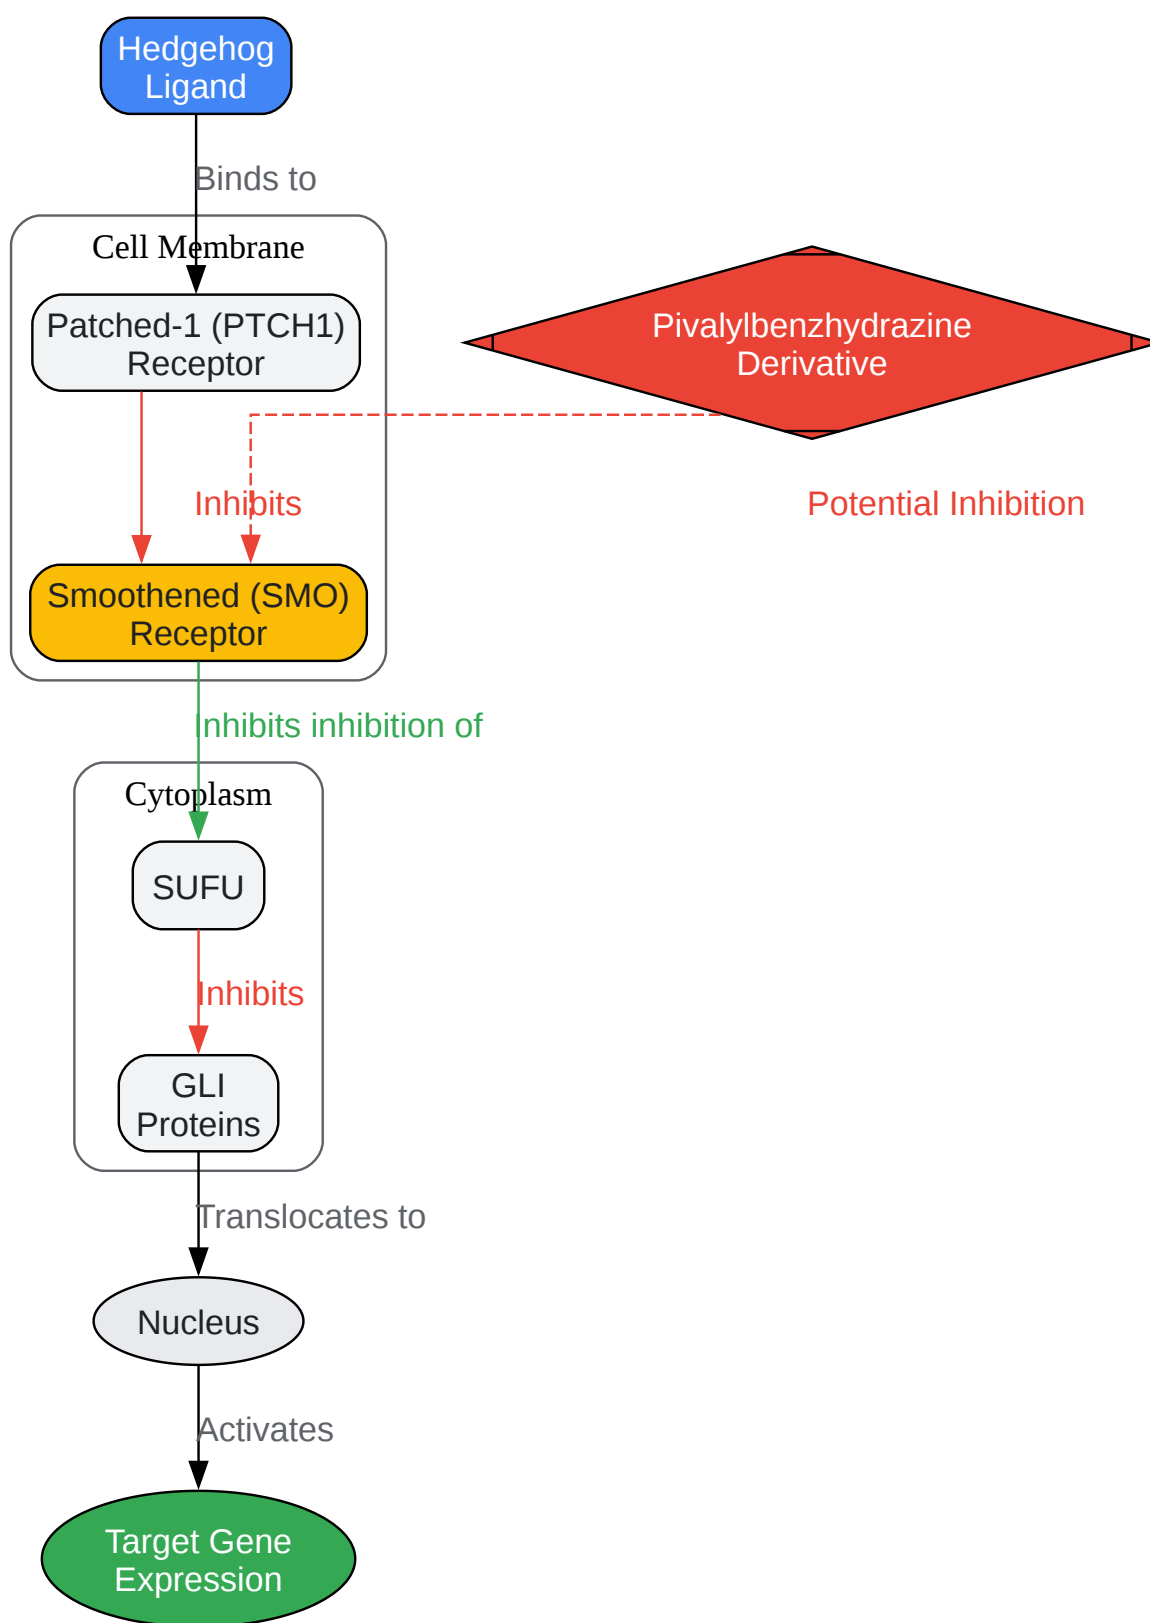 Hedgehog
Ligand
Binds to
Cell Membrane
Patched-1 (PTCH1)
Receptor
Pivalylbenzhydrazine
Derivative
Inhibits
Potential Inhibition
Smoothened (SMO)
Receptor
Inhibits inhibition of
Cytoplasm
SUFU
Inhibits
GLI
Proteins
Translocates to
Nucleus
Activates
Target Gene
Expression